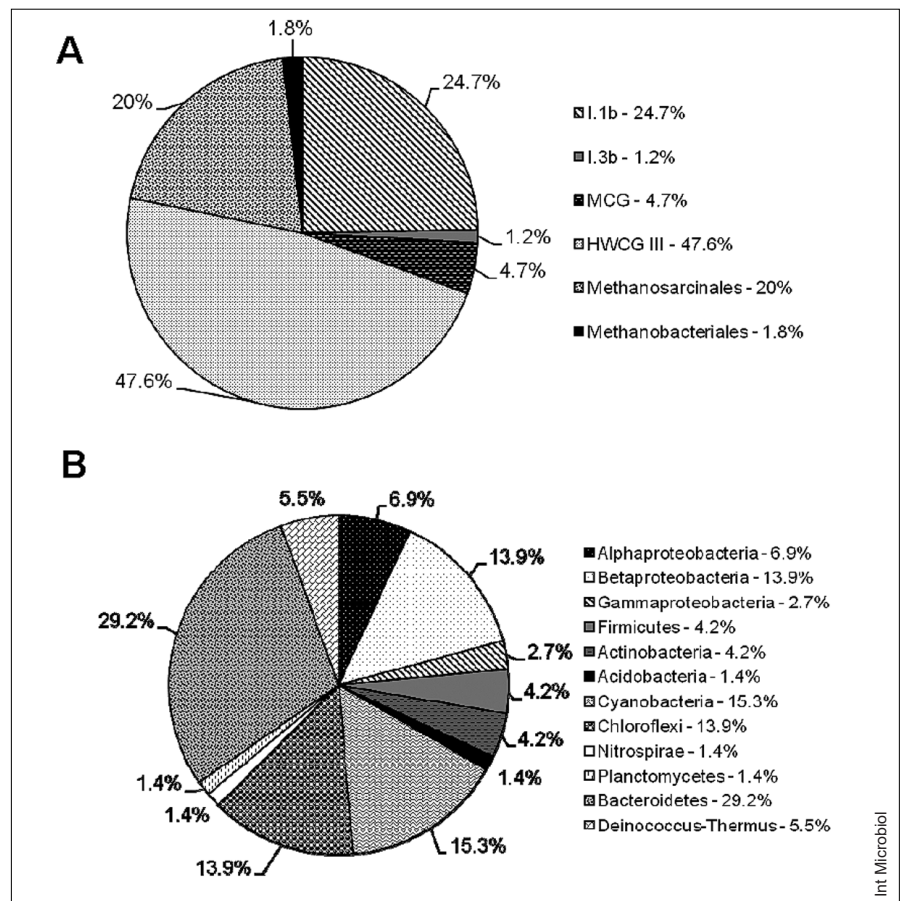 A
1.8%
24.7%
20%
1.2%
4.7%
47.6%
I.1b - 24.7%
I.3b - 1.2%
MCG - 4.7%
HWCG III - 47.6%
Methanosarcinales - 20%
Methanobacteriales - 1.8%
B
5.5%
6.9%
13.9%
29.2%
2.7%
4.2%
4.2%
1.4%
1.4%
1.4%
15.3%
13.9%
Alphaproteobacteria - 6.9%
Betaproteobacteria - 13.9%
Gammaproteobacteria - 2.7%
Firmicutes - 4.2%
Actinobacteria - 4.2%
Acidobacteria - 1.4%
Cyanobacteria - 15.3%
Chloroflexi - 13.9%
Nitrospirae - 1.4%
Planctomycetes - 1.4%
Bacteroidetes - 29.2%
Deinococcus-Thermus - 5.5%
Int Microbiol